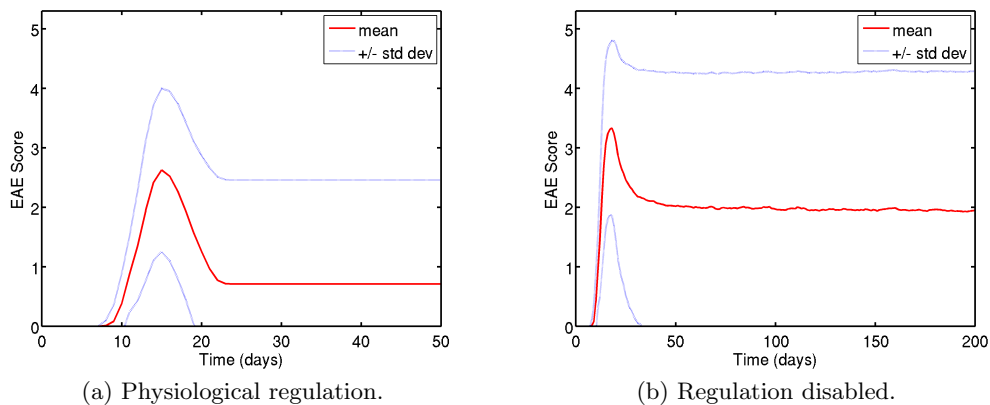 5
4
3
2
1
0
EAE Score
mean
+/- std dev
0
10
20
30
40
50
Time (days)
(a) Physiological regulation.
5
4
3
2
1
0
EAE Score
mean
+/- std dev
0
50
100
150
200
Time (days)
(b) Regulation disabled.